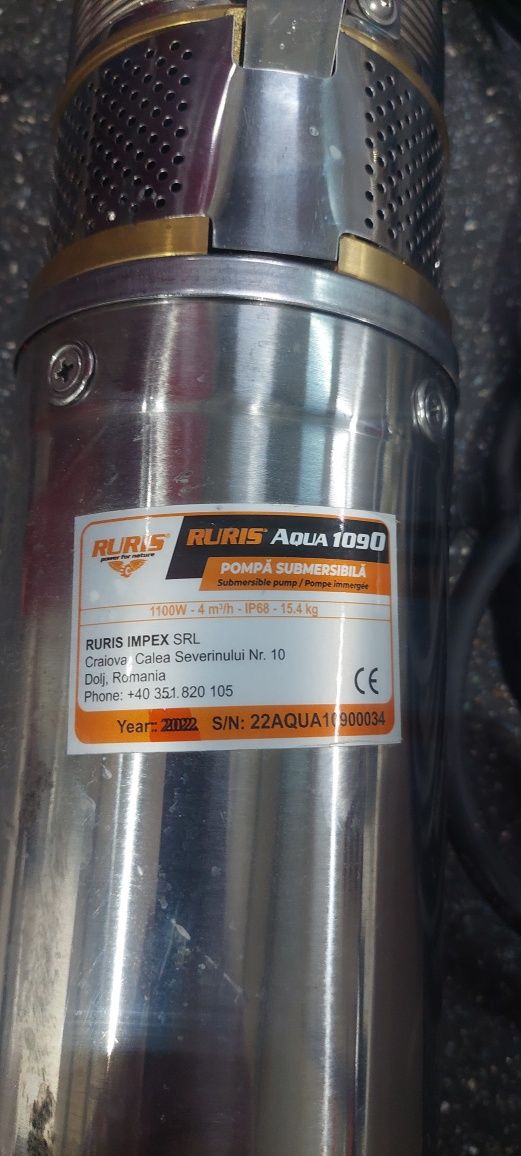 RURIS®
power for nature
RURIS® AQUA 1090
POMPĂ SUBMERSIBILĂ
Submersible pump / Pompe immergée
1100W - 4 m³/h - IP68 - 15.4 kg
RURIS IMPEX SRL
Craiova, Calea Severinului Nr. 10
Dolj, Romania
Phone: +40 351.820 105
CE
Year: 2022 S/N: 22AQUA10900034